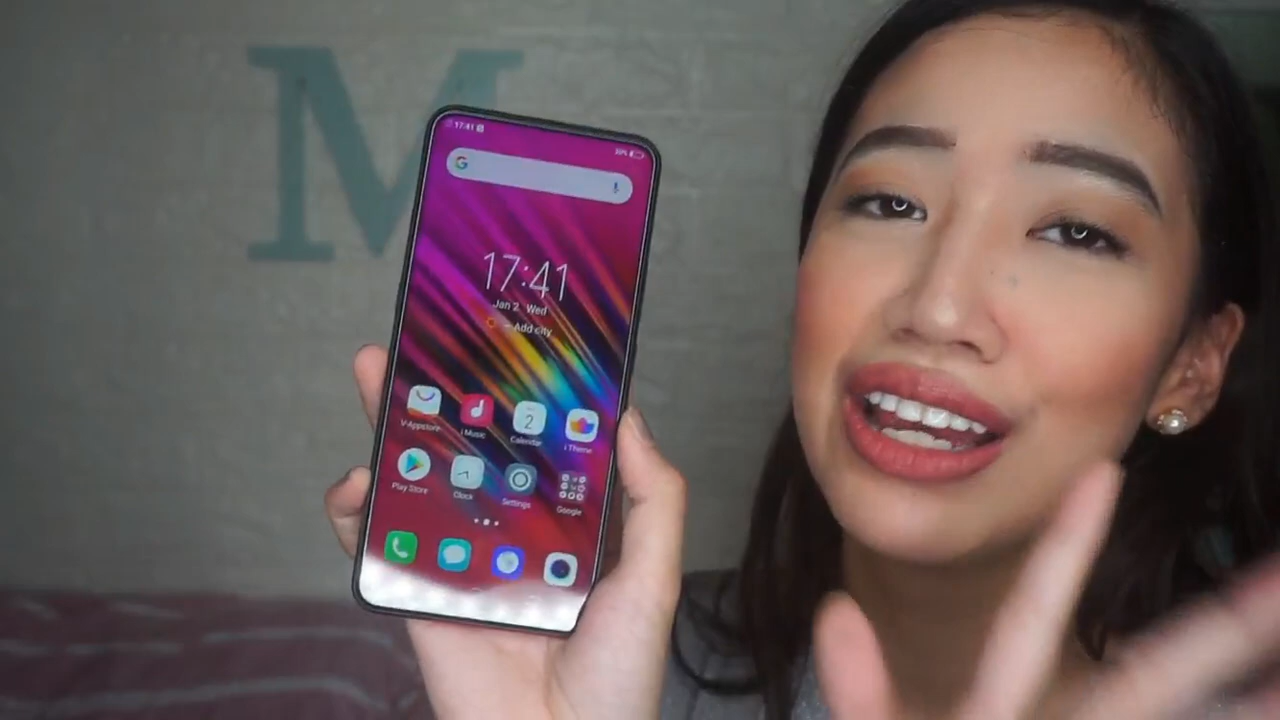 M
17:41
G
17:41
Jan 2 Wed
Add city
V-Appstore
i Music
Calendar
2
i Theme
Play Store
Clock
Settings
Google